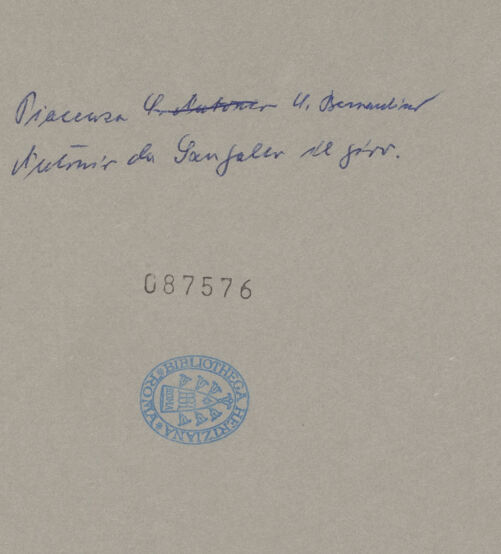 Piacenza S. Antonio S. Bernardino
Antonio da Sangallo il giov.
087576
BIBLIOTHECA HERTZIANA ROMA